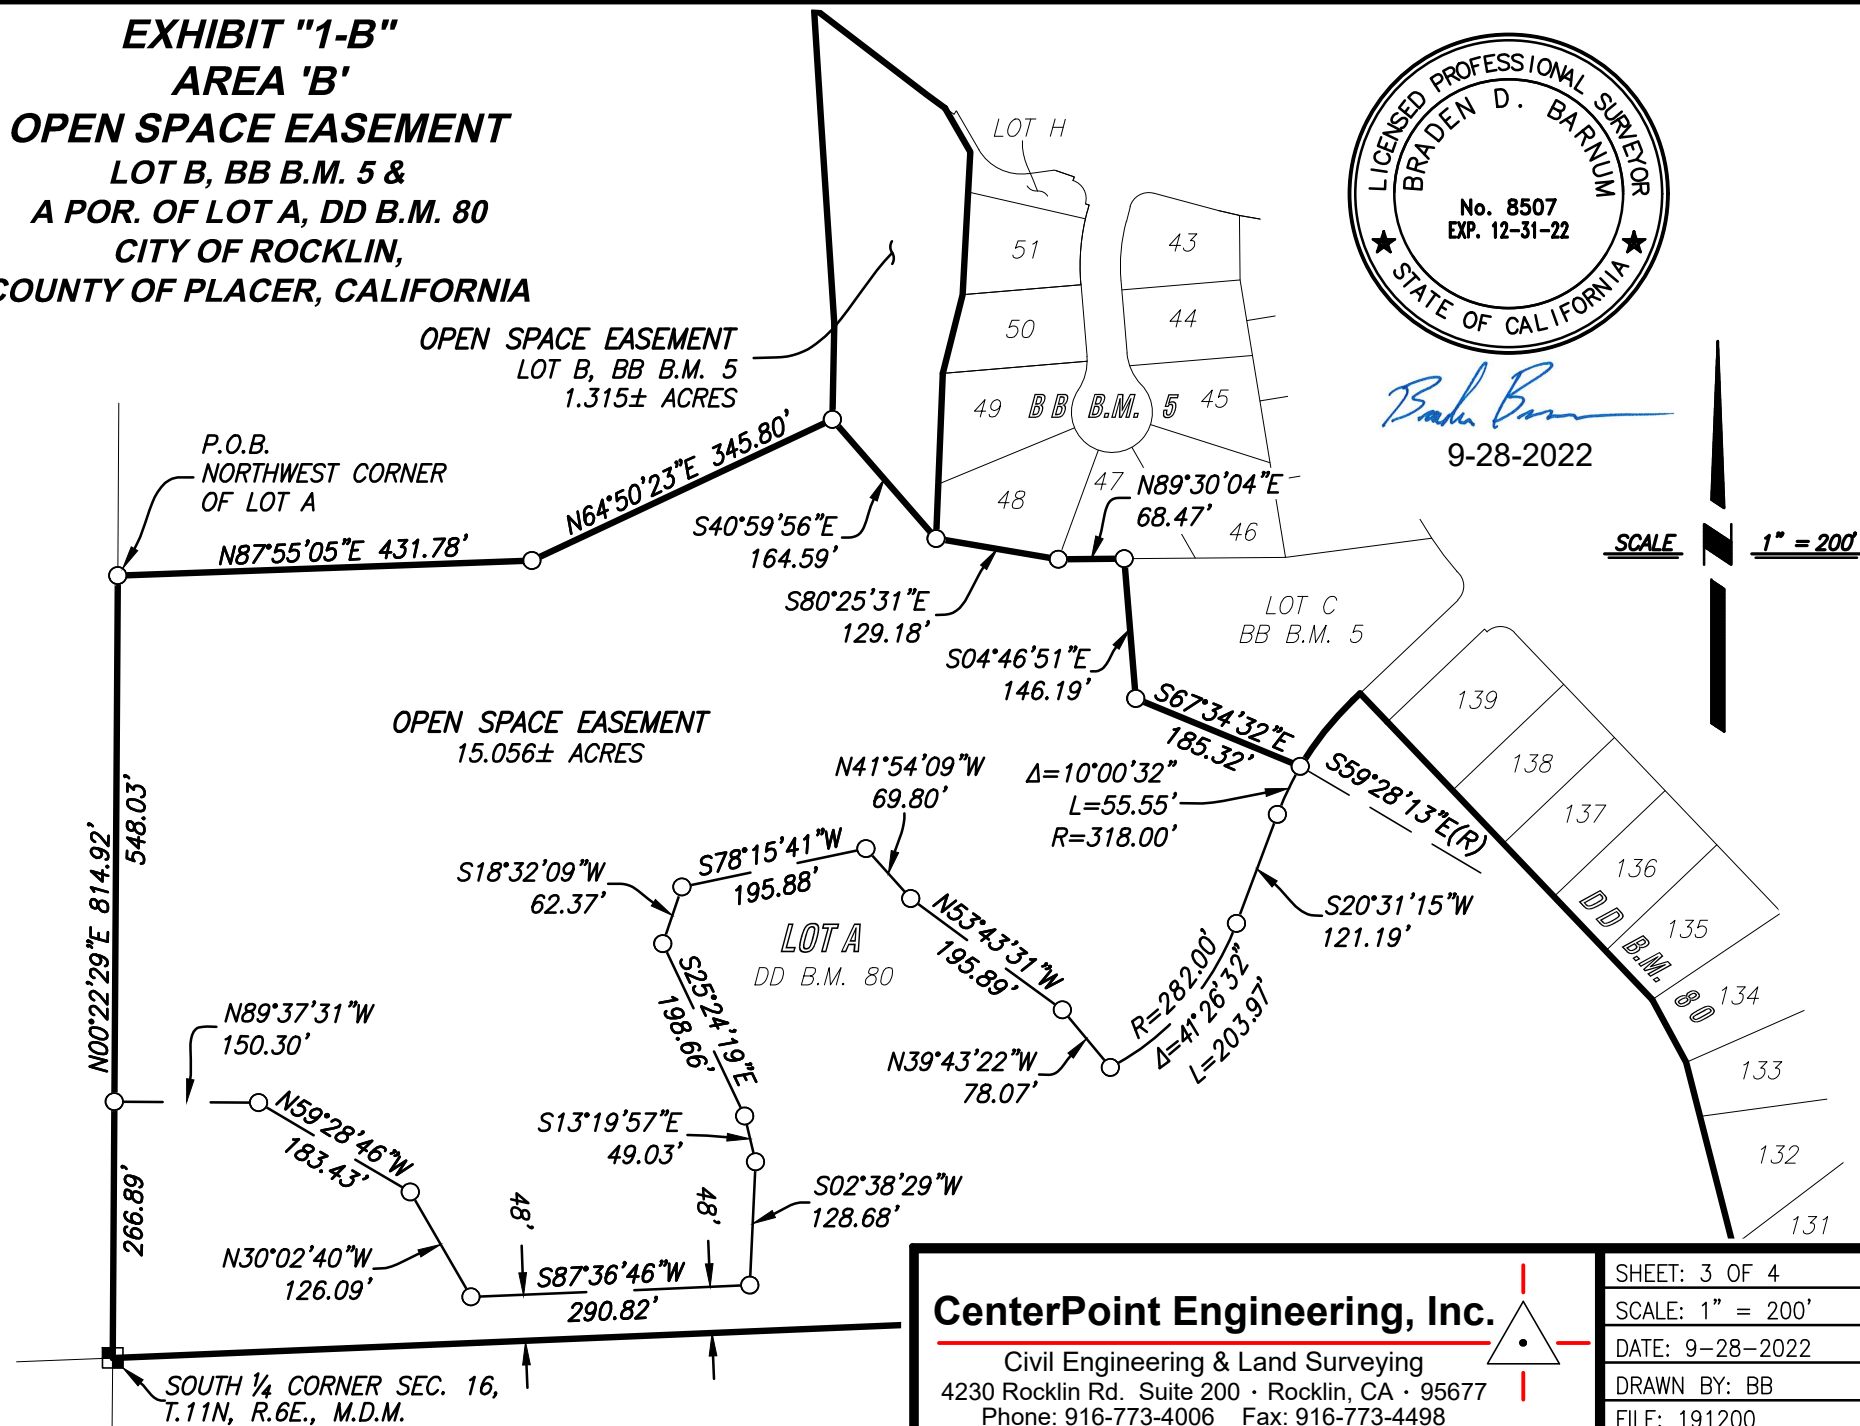 EXHIBIT "1-B"
AREA 'B'
OPEN SPACE EASEMENT
LOT B, BB B.M. 5 &
A POR. OF LOT A, DD B.M. 80
CITY OF ROCKLIN,
COUNTY OF PLACER, CALIFORNIA
LICENSED PROFESSIONAL SURVEYOR
BRADEN D. BARNUM
No. 8507
EXP. 12-31-22
STATE OF CALIFORNIA
9-28-2022
SCALE 1" = 200'
LOT H
51
43
50
44
49
BB B.M. 5
45
48
47
46
OPEN SPACE EASEMENT
LOT B, BB B.M. 5
1.315± ACRES
P.O.B.
NORTHWEST CORNER
OF LOT A
N87°55'05"E 431.78'
N64°50'23"E 345.80'
S40°59'56"E
164.59'
N89°30'04"E
68.47'
S80°25'31"E
129.18'
LOT C
BB B.M. 5
S04°46'51"E
146.19'
S67°34'32"E
185.32'
S59°28'13"E(R)
139
138
137
136
135
134
133
132
131
DD B.M. 80
OPEN SPACE EASEMENT
15.056± ACRES
N41°54'09"W
69.80'
Δ=10°00'32"
L=55.55'
R=318.00'
548.03'
N00°22'29"E 814.92'
266.89'
S18°32'09"W
62.37'
S78°15'41"W
195.88'
LOT A
DD B.M. 80
N53°43'31"W
195.89'
S20°31'15"W
121.19'
R=282.00'
Δ=41°26'32"
L=203.97'
N39°43'22"W
78.07'
S25°24'19"E
198.66'
N89°37'31"W
150.30'
N59°28'46"W
183.43'
S13°19'57"E
49.03'
S02°38'29"W
128.68'
48'
48'
N30°02'40"W
126.09'
S87°36'46"W
290.82'
SOUTH ¼ CORNER SEC. 16,
T.11N, R.6E., M.D.M.
CenterPoint Engineering, Inc.
Civil Engineering & Land Surveying
4230 Rocklin Rd. Suite 200 · Rocklin, CA · 95677
Phone: 916-773-4006 Fax: 916-773-4498
SHEET: 3 OF 4
SCALE: 1" = 200'
DATE: 9-28-2022
DRAWN BY: BB
FILE: 191200